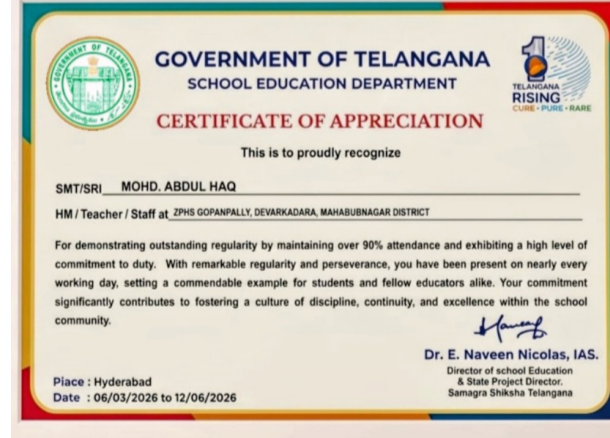 GOVERNMENT OF TELANGANA
GOVERNMENT OF TELANGANA
SCHOOL EDUCATION DEPARTMENT
TELANGANA
RISING
CURE • PURE • RARE
CERTIFICATE OF APPRECIATION
This is to proudly recognize
SMT/SRI MOHD. ABDUL HAQ
HM / Teacher / Staff at ZPHS GOPANPALLY, DEVARKADARA, MAHABUBNAGAR DISTRICT
For demonstrating outstanding regularity by maintaining over 90% attendance and exhibiting a high level of
commitment to duty. With remarkable regularity and perseverance, you have been present on nearly every
working day, setting a commendable example for students and fellow educators alike. Your commitment
significantly contributes to fostering a culture of discipline, continuity, and excellence within the school
community.
Dr. E. Naveen Nicolas, IAS.
Director of school Education
& State Project Director.
Samagra Shiksha Telangana
Place : Hyderabad
Date : 06/03/2026 to 12/06/2026